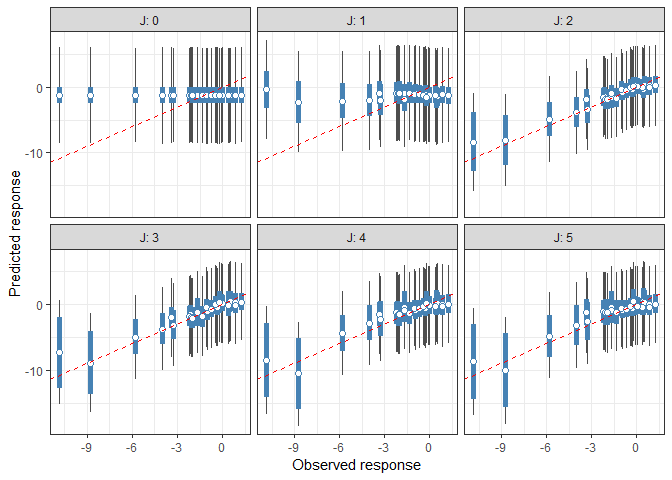 J: 0 J: 1 J: 2
0
-10
J: 3 J: 4 J: 5
0
-10
Predicted response
-9 -6 -3 0 -9 -6 -3 0 -9 -6 -3 0
Observed response